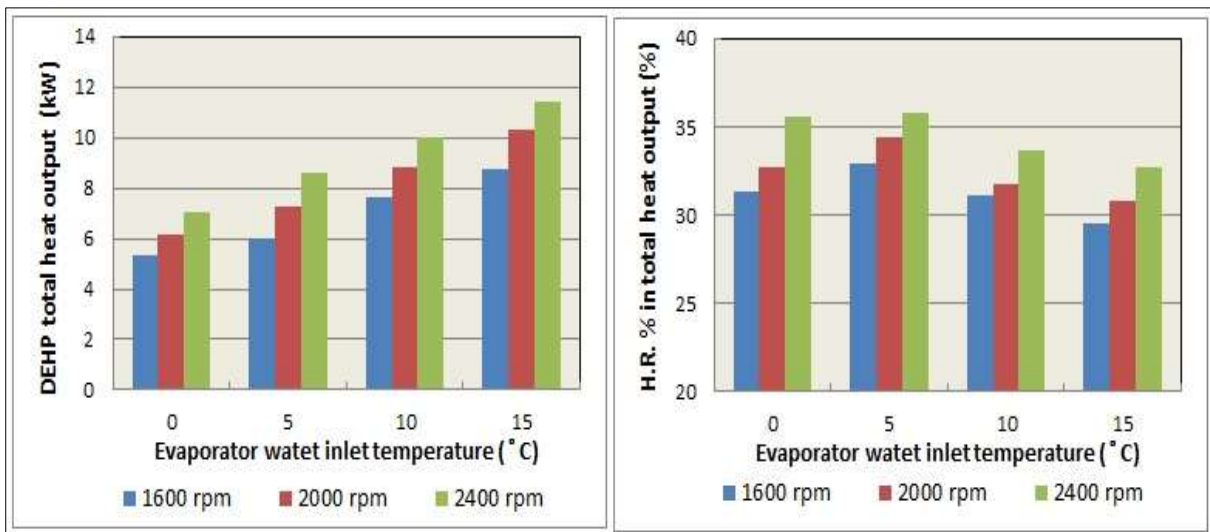 DEHP total heat output (kW)
14
12
10
8
6
4
2
0
0 5 10 15
Evaporator watet inlet temperature (°C)
1600 rpm 2000 rpm 2400 rpm
H.R. % in total heat output (%)
40
35
30
25
20
0 5 10 15
Evaporator watet inlet temperature (°C)
1600 rpm 2000 rpm 2400 rpm